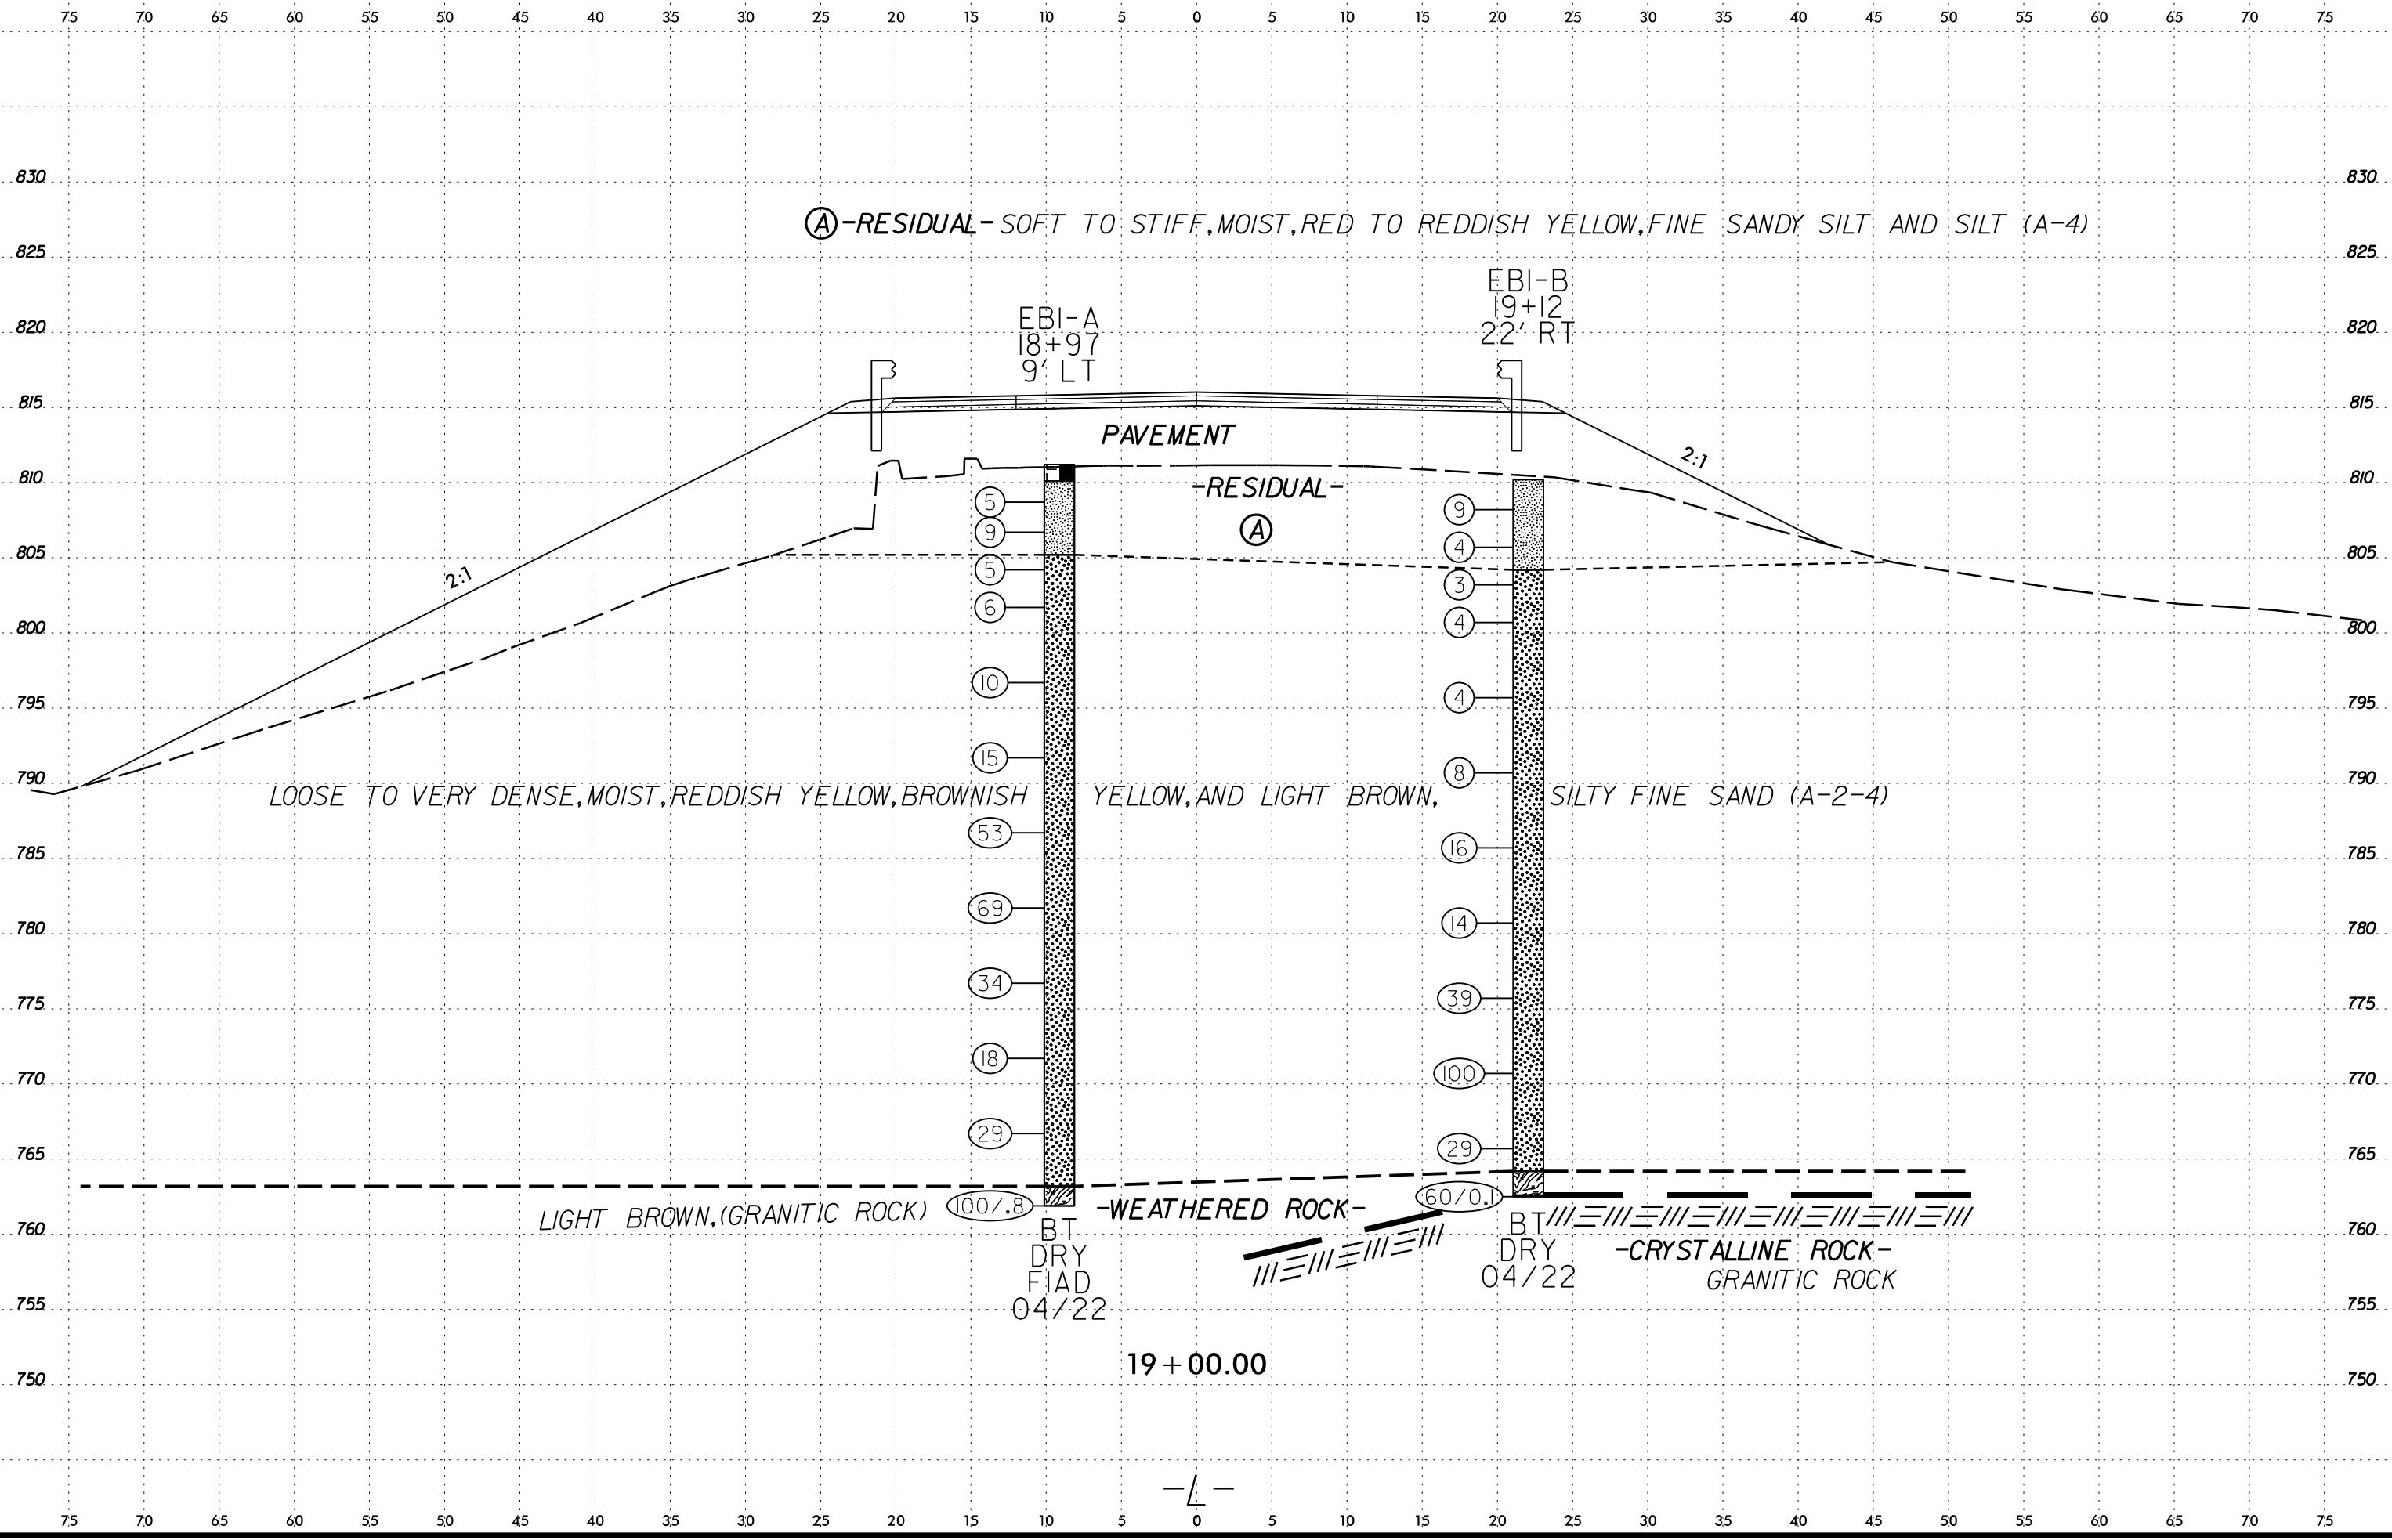 75 70 65 60 55 50 45 40 35 30 25 20 15 10 5 0 5 10 15 20 25 30 35 40 45 50 55 60 65 70 75
830 830
Ⓐ -RESIDUAL- SOFT TO STIFF, MOIST, RED TO REDDISH YELLOW, FINE SANDY SILT AND SILT (A-4)
825 825
EB1-A
18+97
9' LT
EB1-B
19+12
22' RT
820 820
815 815
PAVEMENT
2:1
810 810
-RESIDUAL-
Ⓐ
5
9
9
4
805 805
2:1
5
3
6
4
800 800
10
4
795 795
15
8
790 790
LOOSE TO VERY DENSE, MOIST, REDDISH YELLOW, BROWNISH YELLOW, AND LIGHT BROWN, SILTY FINE SAND (A-2-4)
53
16
785 785
69
14
780 780
34
39
775 775
18
100
770 770
29
29
765 765
60/0.1
LIGHT BROWN, (GRANITIC ROCK) 100/.8 -WEATHERED ROCK-
760 760
BT
DRY
FIAD
04/22
BT
DRY
04/22
-CRYSTALLINE ROCK-
GRANITIC ROCK
755 755
19+00.00
750 750
-L-
75 70 65 60 55 50 45 40 35 30 25 20 15 10 5 0 5 10 15 20 25 30 35 40 45 50 55 60 65 70 75